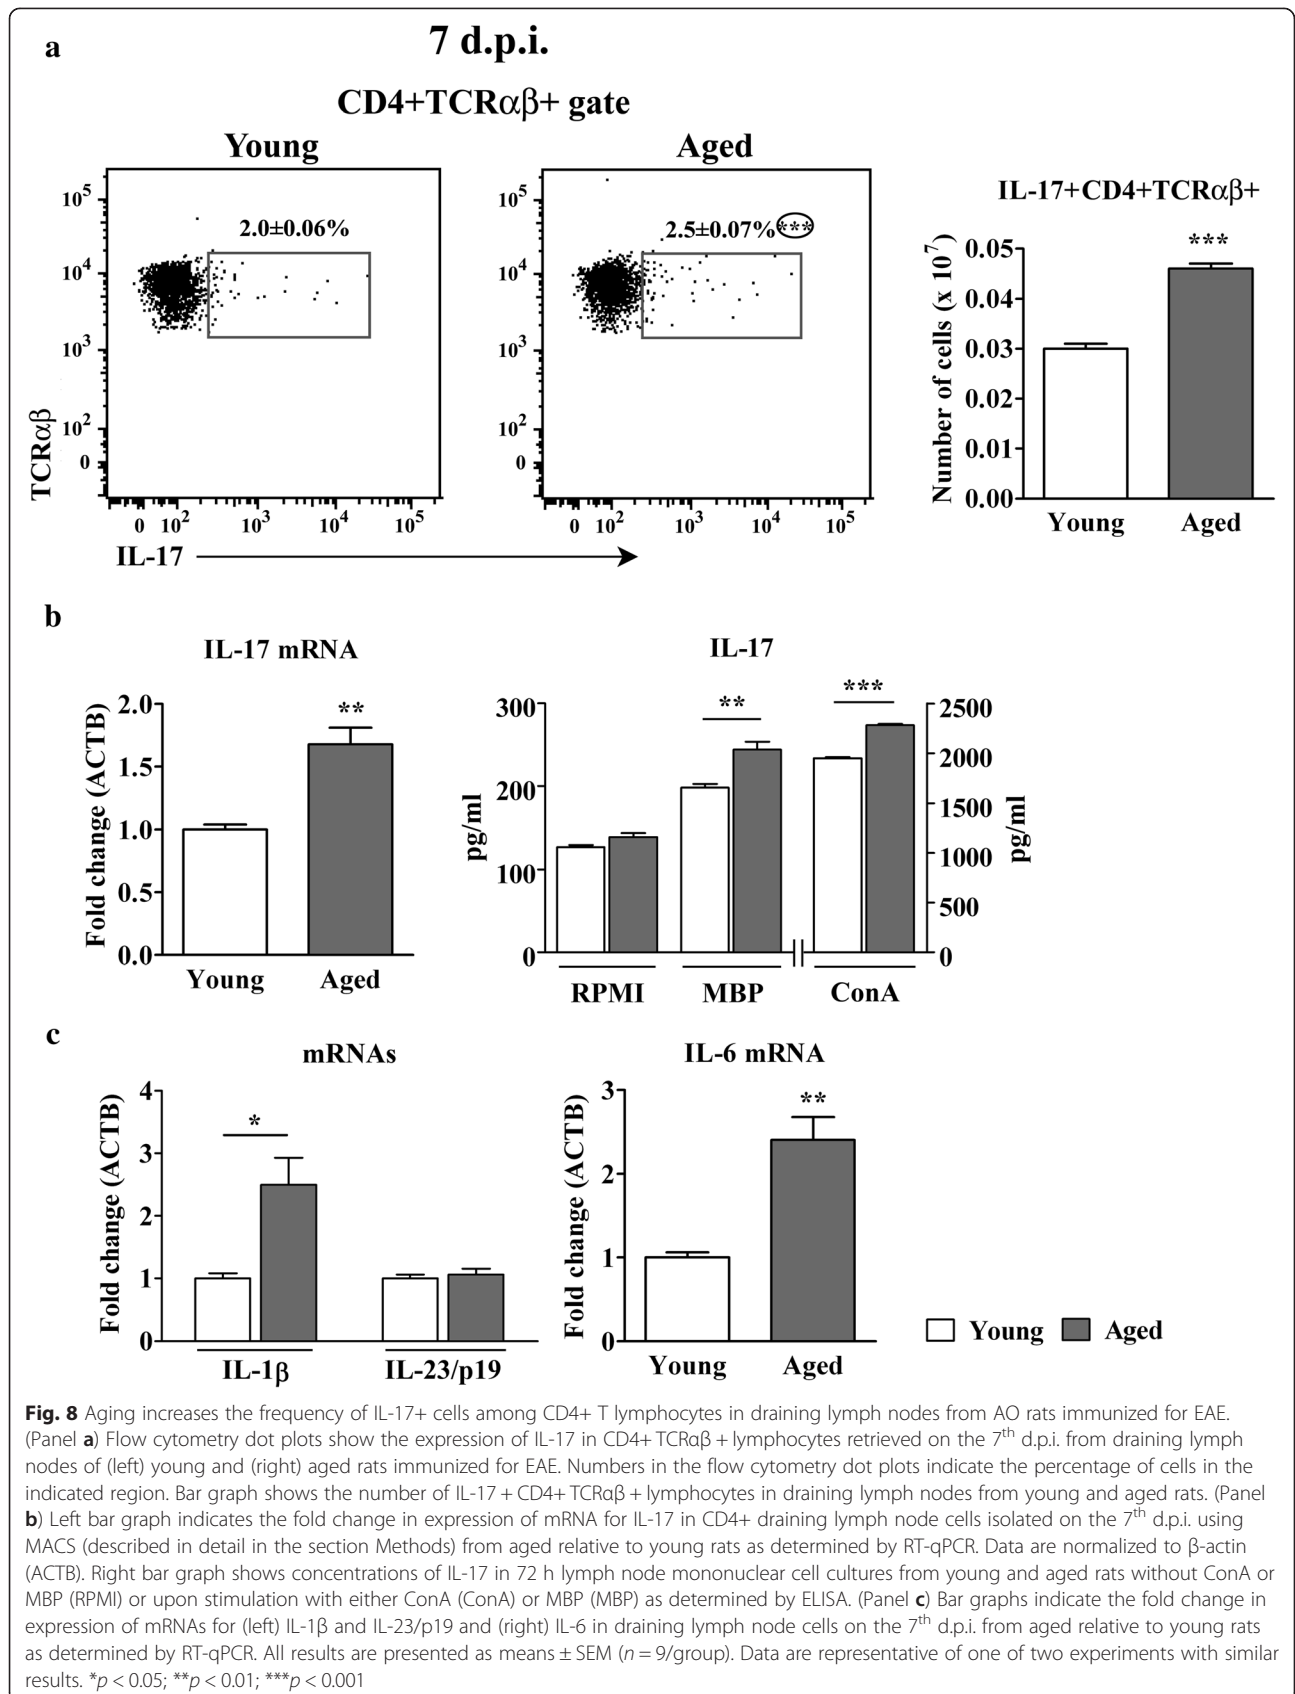 a
7 d.p.i.
CD4+TCRαβ+ gate
Young
Aged
10^5
10^4
10^3
10^2
0
TCRαβ
2.0±0.06%
0 10^2 10^3 10^4 10^5
10^5
10^4
10^3
10^2
0
2.5±0.07%***
0 10^2 10^3 10^4 10^5
IL-17
IL-17+CD4+TCRαβ+
Number of cells (x 10^7)
0.05
0.04
0.03
0.02
0.01
0.00
***
Young Aged
b
IL-17 mRNA
Fold change (ACTB)
2.0
1.5
1.0
0.5
0.0
**
Young Aged
IL-17
pg/ml
300
200
100
0
**
***
2500
2000
1500
1000
500
0
pg/ml
RPMI MBP ConA
c
mRNAs
Fold change (ACTB)
4
3
2
1
0
*
IL-1β IL-23/p19
IL-6 mRNA
Fold change (ACTB)
3
2
1
0
**
Young Aged
Young Aged
Fig. 8 Aging increases the frequency of IL-17+ cells among CD4+ T lymphocytes in draining lymph nodes from AO rats immunized for EAE.
(Panel a) Flow cytometry dot plots show the expression of IL-17 in CD4+ TCRαβ + lymphocytes retrieved on the 7th d.p.i. from draining lymph
nodes of (left) young and (right) aged rats immunized for EAE. Numbers in the flow cytometry dot plots indicate the percentage of cells in the
indicated region. Bar graph shows the number of IL-17 + CD4+ TCRαβ + lymphocytes in draining lymph nodes from young and aged rats. (Panel
b) Left bar graph indicates the fold change in expression of mRNA for IL-17 in CD4+ draining lymph node cells isolated on the 7th d.p.i. using
MACS (described in detail in the section Methods) from aged relative to young rats as determined by RT-qPCR. Data are normalized to β-actin
(ACTB). Right bar graph shows concentrations of IL-17 in 72 h lymph node mononuclear cell cultures from young and aged rats without ConA or
MBP (RPMI) or upon stimulation with either ConA (ConA) or MBP (MBP) as determined by ELISA. (Panel c) Bar graphs indicate the fold change in
expression of mRNAs for (left) IL-1β and IL-23/p19 and (right) IL-6 in draining lymph node cells on the 7th d.p.i. from aged relative to young rats
as determined by RT-qPCR. All results are presented as means ± SEM (n = 9/group). Data are representative of one of two experiments with similar
results. *p < 0.05; **p < 0.01; ***p < 0.001